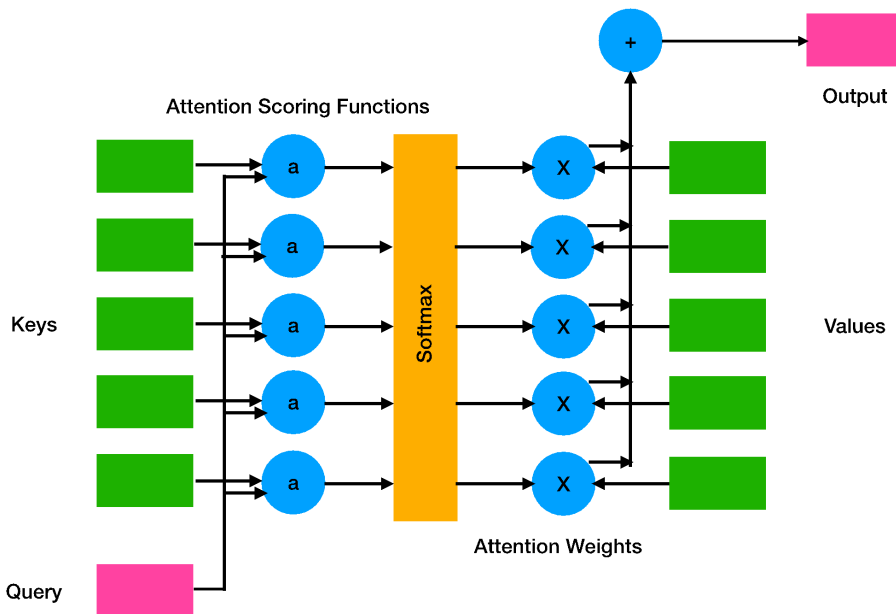 +
Output
Attention Scoring Functions
a X
a X
Keys a Softmax X Values
a X
a X
Attention Weights
Query